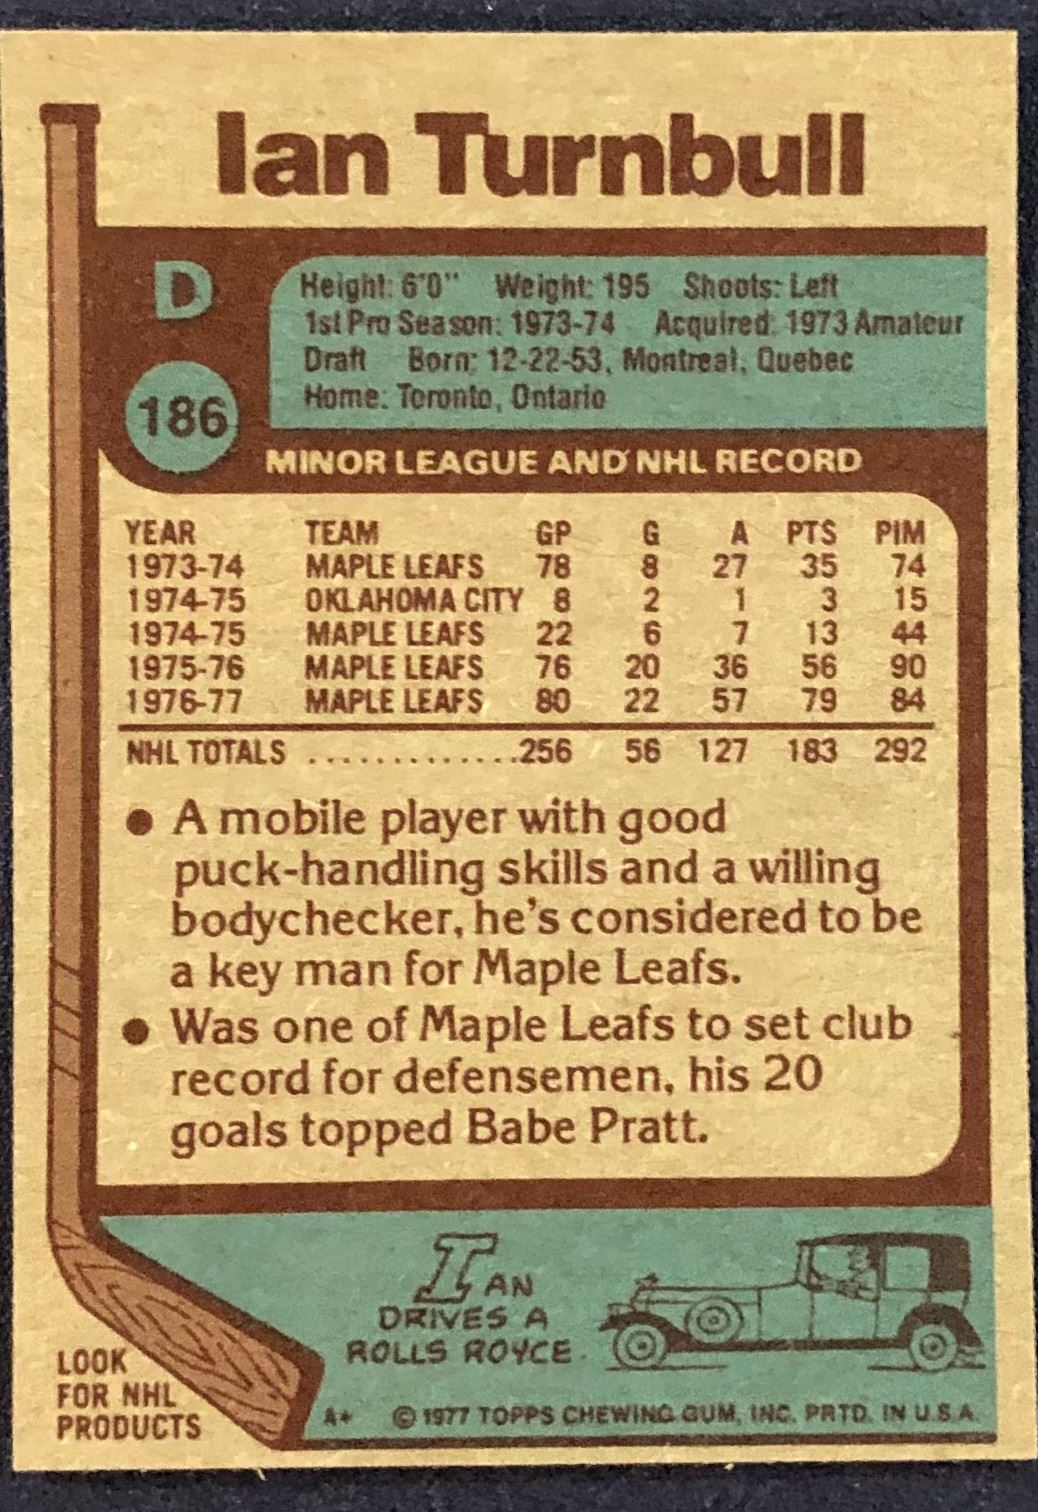 Ian Turnbull
D
186
Height: 6'0" Weight: 195 Shoots: Left
1st Pro Season: 1973-74 Acquired: 1973 Amateur
Draft Born: 12-22-53, Montreal, Quebec
Home: Toronto, Ontario
MINOR LEAGUE AND NHL RECORD
YEAR TEAM GP G A PTS PIM
1973-74 MAPLE LEAFS 78 8 27 35 74
1974-75 OKLAHOMA CITY 8 2 1 3 15
1974-75 MAPLE LEAFS 22 6 7 13 44
1975-76 MAPLE LEAFS 76 20 36 56 90
1976-77 MAPLE LEAFS 80 22 57 79 84
NHL TOTALS .............256 56 127 183 292
• A mobile player with good
puck-handling skills and a willing
bodychecker, he's considered to be
a key man for Maple Leafs.
• Was one of Maple Leafs to set club
record for defensemen, his 20
goals topped Babe Pratt.
IAN
DRIVES A
ROLLS ROYCE.
LOOK
FOR NHL
PRODUCTS
A* © 1977 TOPPS CHEWING GUM, INC. PRTD. IN U.S.A.